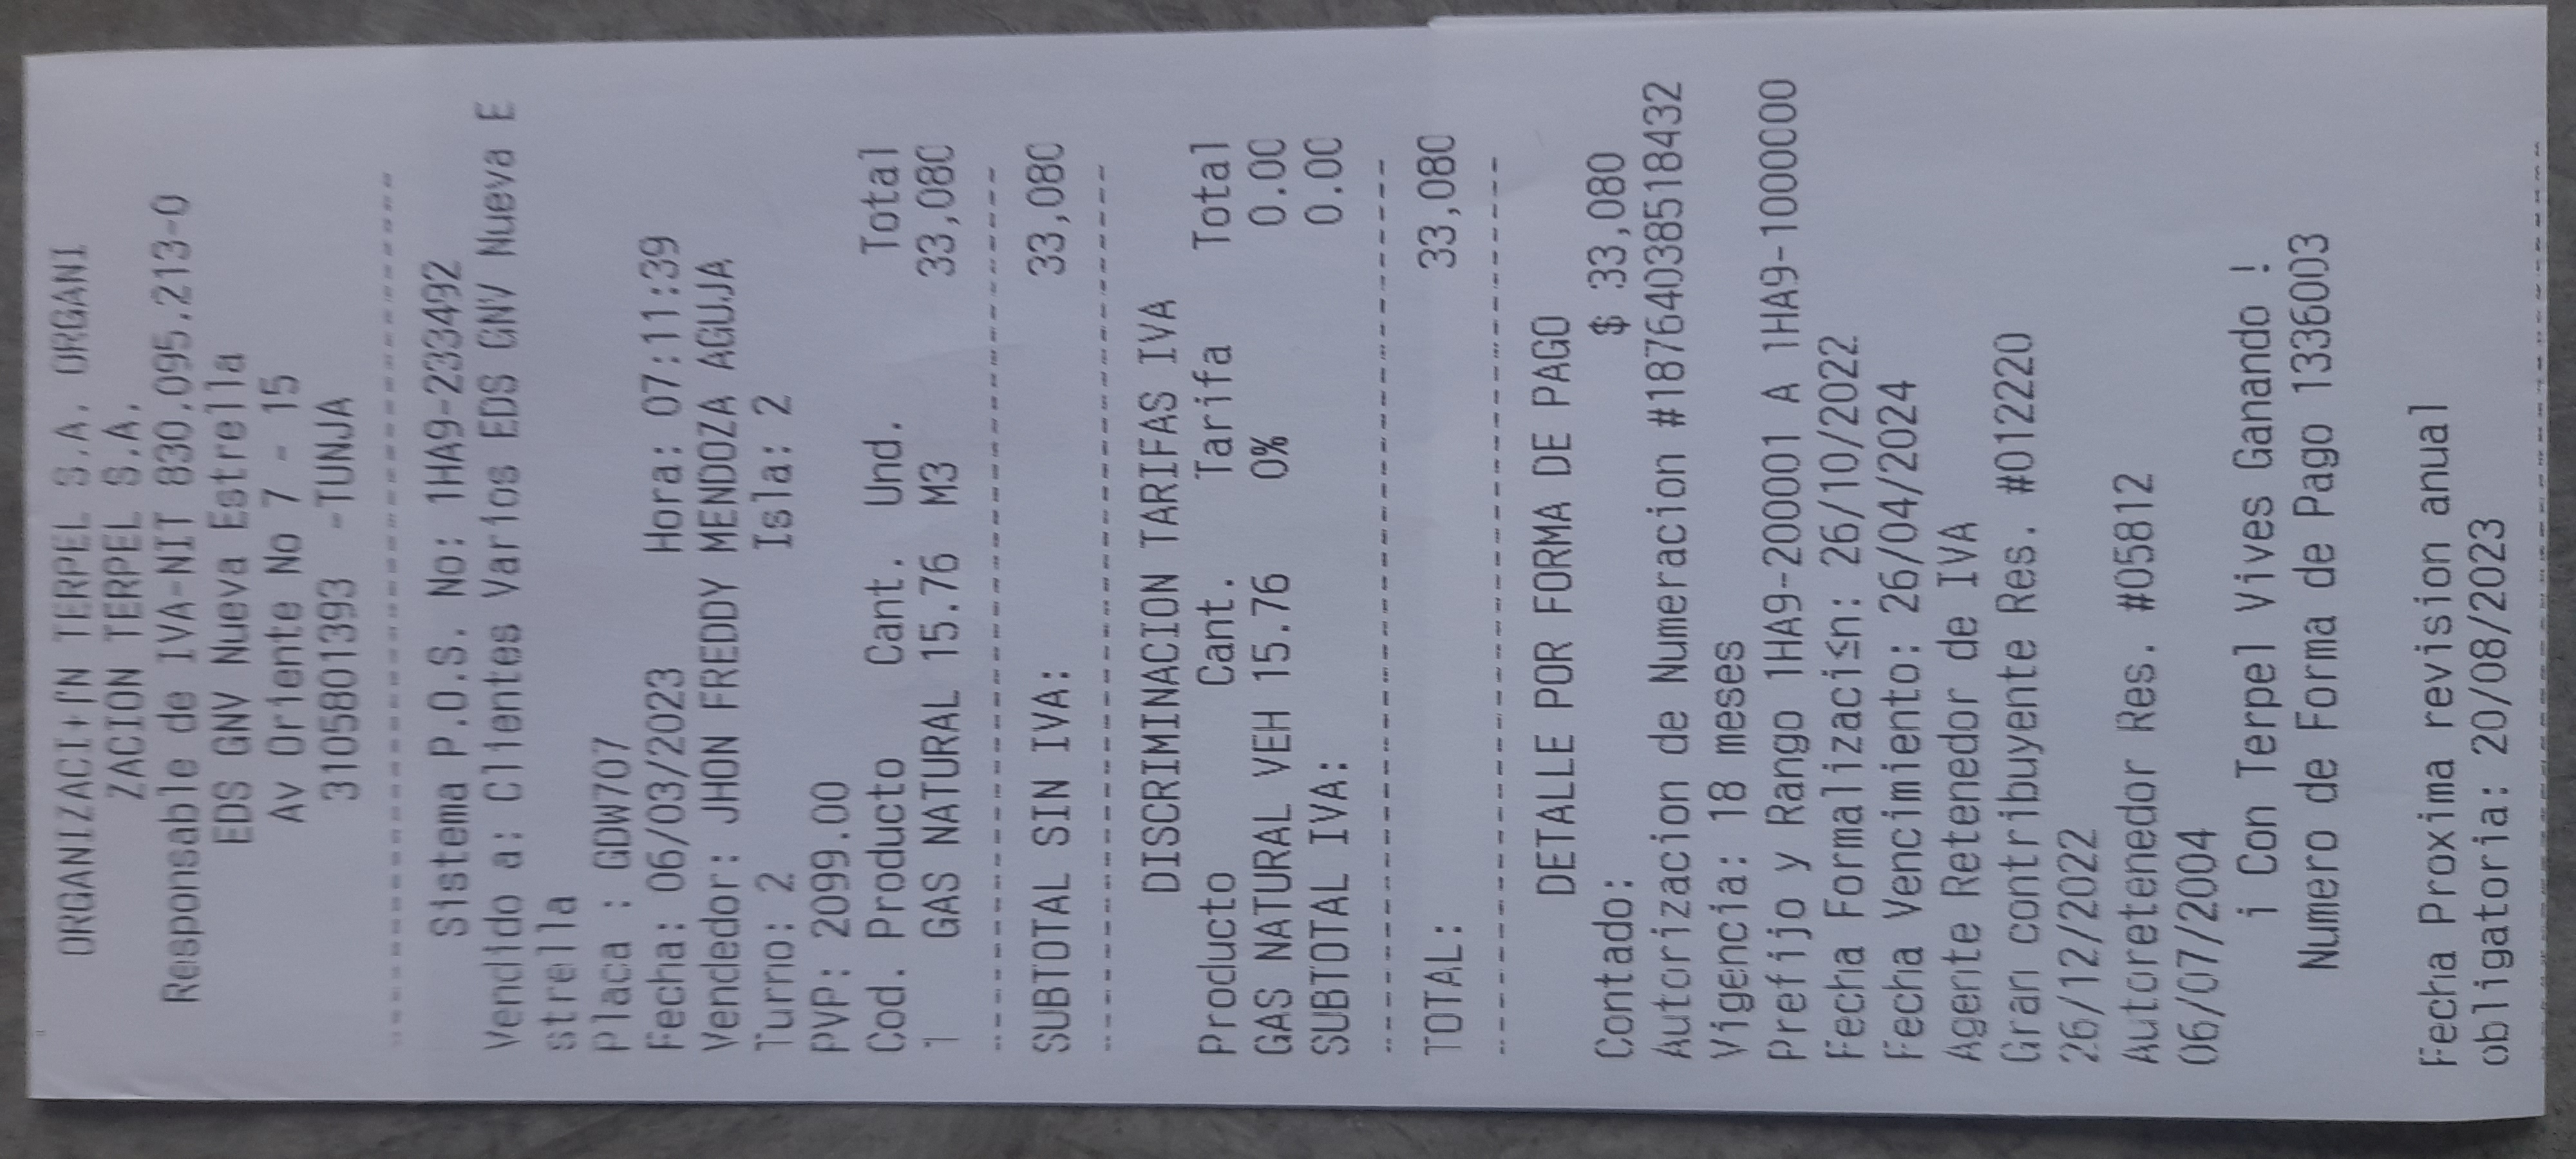 ORGANIZACI+fN TERPEL S.A. ORGANI
ZACION TERPEL S.A.
Responsable de IVA-NIT 830.095.213-0
EDS GNV Nueva Estrella
Av Oriente No 7 - 15
3105801393 -TUNJA
Sistema P.O.S. No: 1HA9-233492
Vendido a: Clientes Varios EDS GNV Nueva E
strella
Placa : GDW707
Fecha: 06/03/2023 Hora: 07:11:39
Vendedor: JHON FREDDY MENDOZA AGUJA
Turno: 2 Isla: 2
PVP: 2099.00
Cod. Producto Cant. Und. Total
1 GAS NATURAL 15.76 M3 33,080
SUBTOTAL SIN IVA: 33,080
DISCRIMINACION TARIFAS IVA
Producto Cant. Tarifa Total
GAS NATURAL VEH 15.76 0% 0.00
SUBTOTAL IVA: 0.00
TOTAL: 33,080
DETALLE POR FORMA DE PAGO
Contado: $ 33,080
Autorizacion de Numeracion #18764038518432
Vigencia: 18 meses
Prefijo y Rango 1HA9-200001 A 1HA9-1000000
Fecha Formalizaci≤n: 26/10/2022
Fecha Vencimiento: 26/04/2024
Agente Retenedor de IVA
Gran contribuyente Res. #012220
26/12/2022
Autoretenedor Res. #05812
06/07/2004
¡ Con Terpel Vives Ganando !
Numero de Forma de Pago 1336003
Fecha Proxima revision anual
obligatoria: 20/08/2023